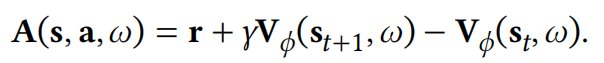 A(s, a, ω) = r + γV_ϕ(s_{t+1}, ω) − V_ϕ(s_t, ω).